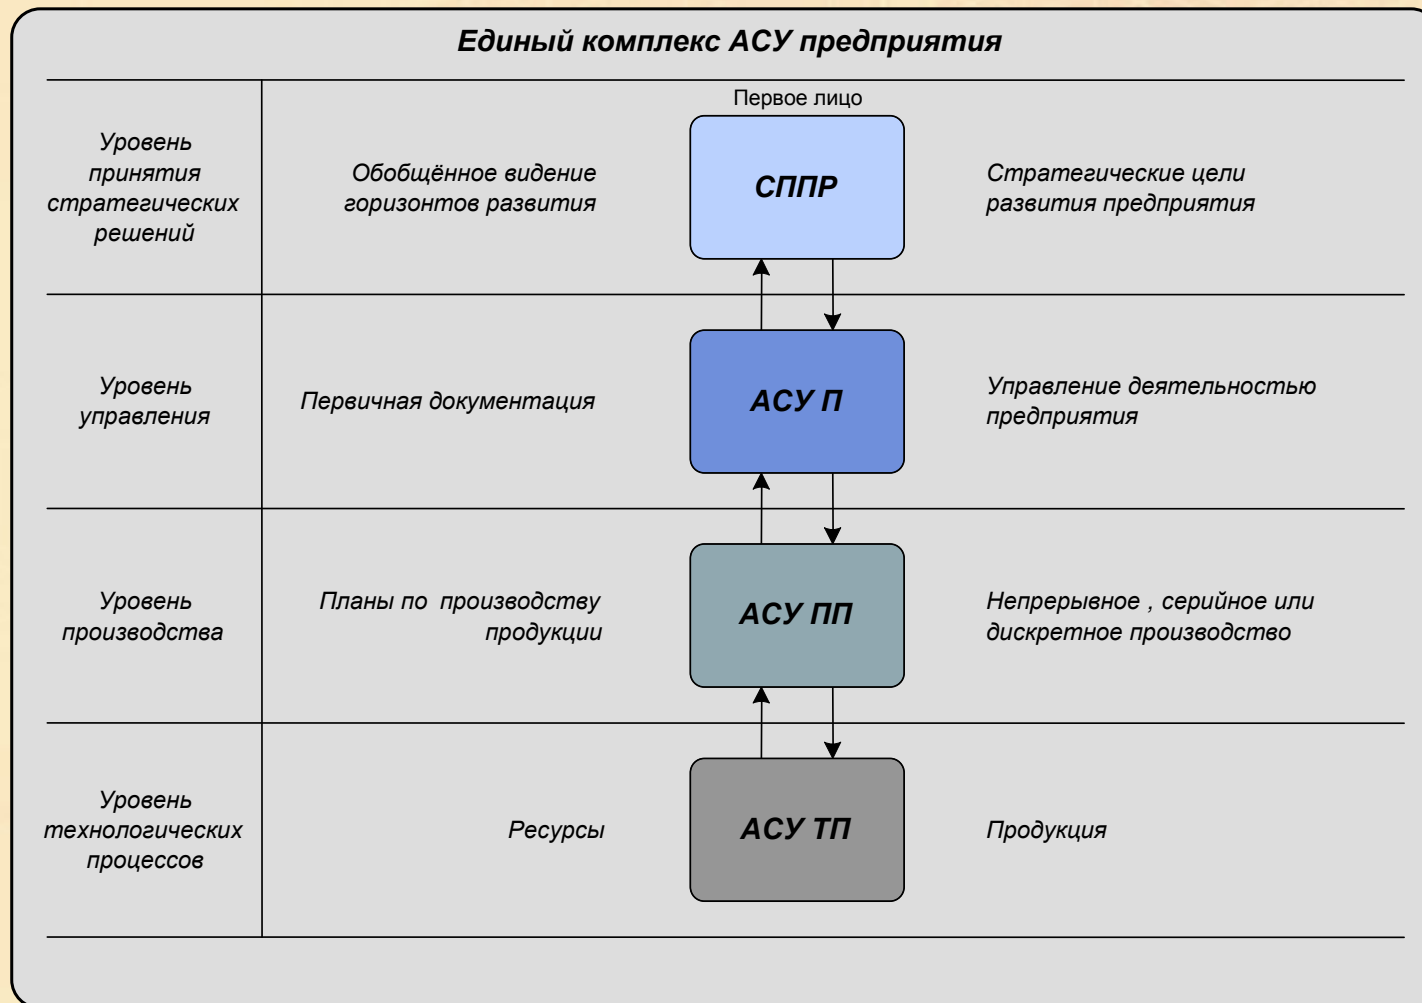 Единый комплекс АСУ предприятия
Первое лицо
Уровень
принятия
стратегических
решений
Обобщённое видение
горизонтов развития
СППР
Стратегические цели
развития предприятия
Уровень
управления
Первичная документация
АСУ П
Управление деятельностью
предприятия
Уровень
производства
Планы по  производству
продукции
АСУ ПП
Непрерывное , серийное или
дискретное производство
Уровень
технологических
процессов
Ресурсы
АСУ ТП
Продукция